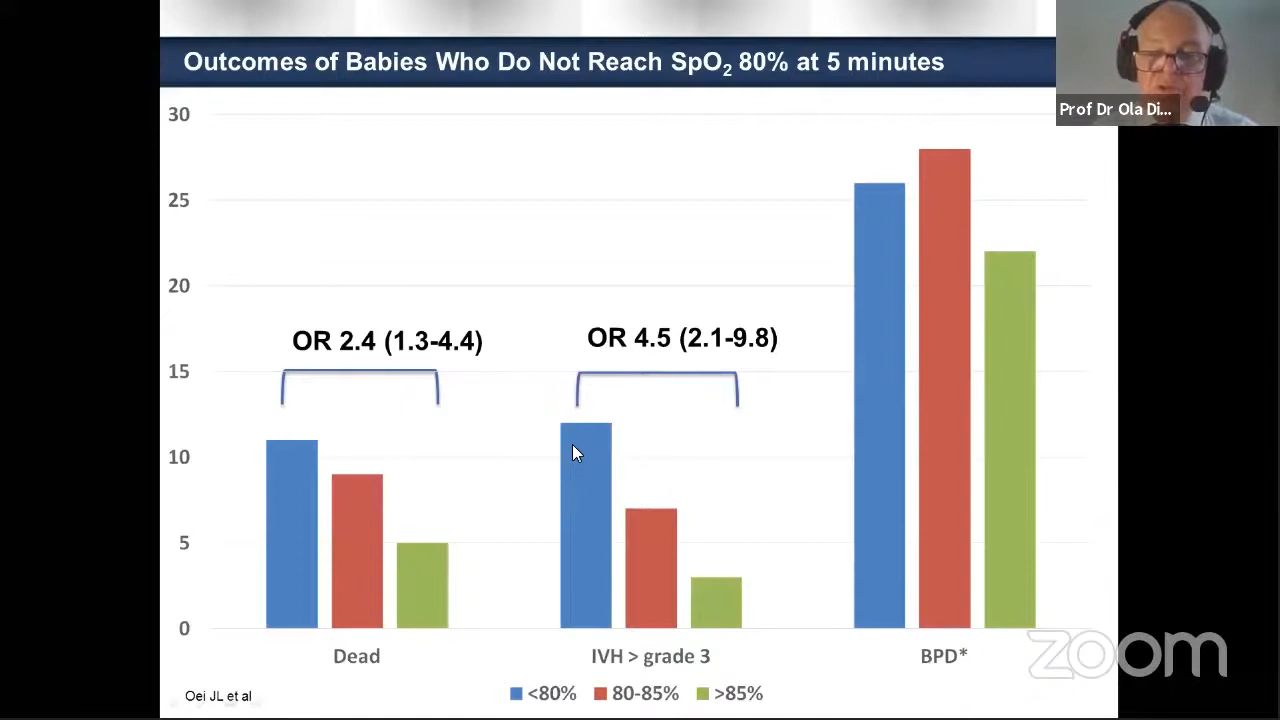 Outcomes of Babies Who Do Not Reach SpO2 80% at 5 minutes
Prof Dr Ola Di...
30
25
20
15
10
5
0
OR 2.4 (1.3-4.4)
OR 4.5 (2.1-9.8)
Dead
IVH > grade 3
BPD*
<80%
80-85%
>85%
Oei JL et al
zoom